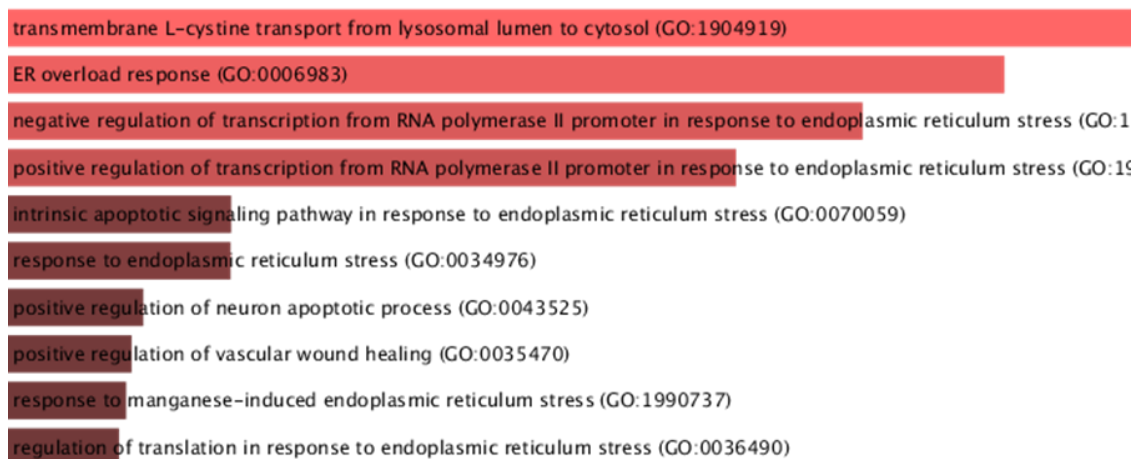 transmembrane L-cystine transport from lysosomal lumen to cytosol (GO:1904919)
ER overload response (GO:0006983)
negative regulation of transcription from RNA polymerase II promoter in response to endoplasmic reticulum stress (GO:1
positive regulation of transcription from RNA polymerase II promoter in response to endoplasmic reticulum stress (GO:19
intrinsic apoptotic signaling pathway in response to endoplasmic reticulum stress (GO:0070059)
response to endoplasmic reticulum stress (GO:0034976)
positive regulation of neuron apoptotic process (GO:0043525)
positive regulation of vascular wound healing (GO:0035470)
response to manganese-induced endoplasmic reticulum stress (GO:1990737)
regulation of translation in response to endoplasmic reticulum stress (GO:0036490)